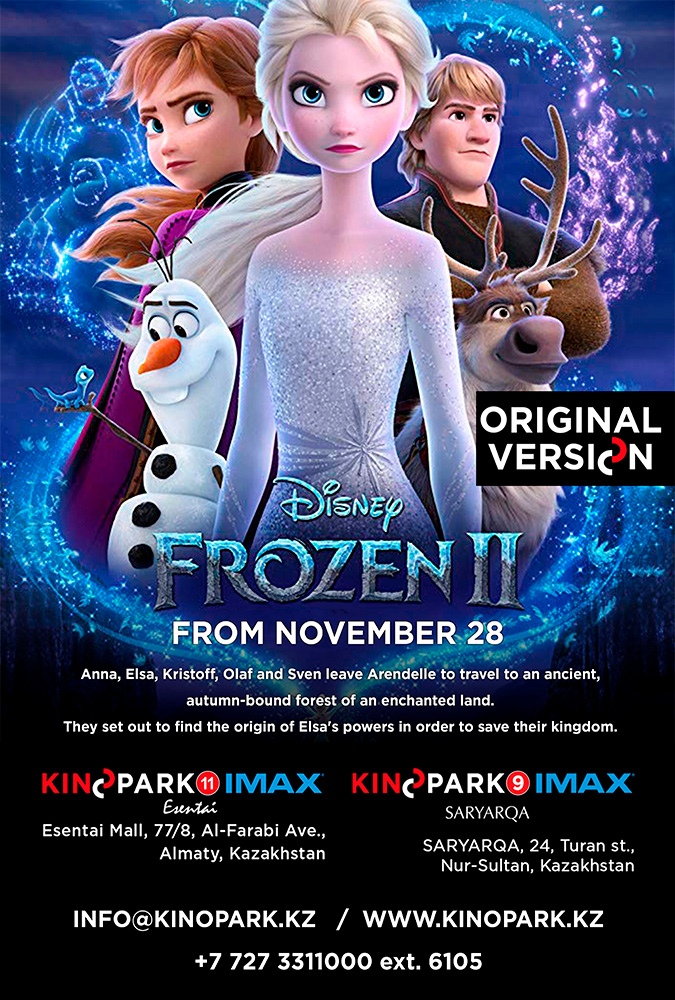 ORIGINAL
VERSION
Disney
FROZEN II
FROM NOVEMBER 28
Anna, Elsa, Kristoff, Olaf and Sven leave Arendelle to travel to an ancient,
autumn-bound forest of an enchanted land.
They set out to find the origin of Elsa's powers in order to save their kingdom.
KINOPARK 11 IMAX
Esentai
Esentai Mall, 77/8, Al-Farabi Ave.,
Almaty, Kazakhstan
KINOPARK 9 IMAX
SARYARQA
SARYARQA, 24, Turan st.,
Nur-Sultan, Kazakhstan
INFO@KINOPARK.KZ / WWW.KINOPARK.KZ
+7 727 3311000 ext. 6105